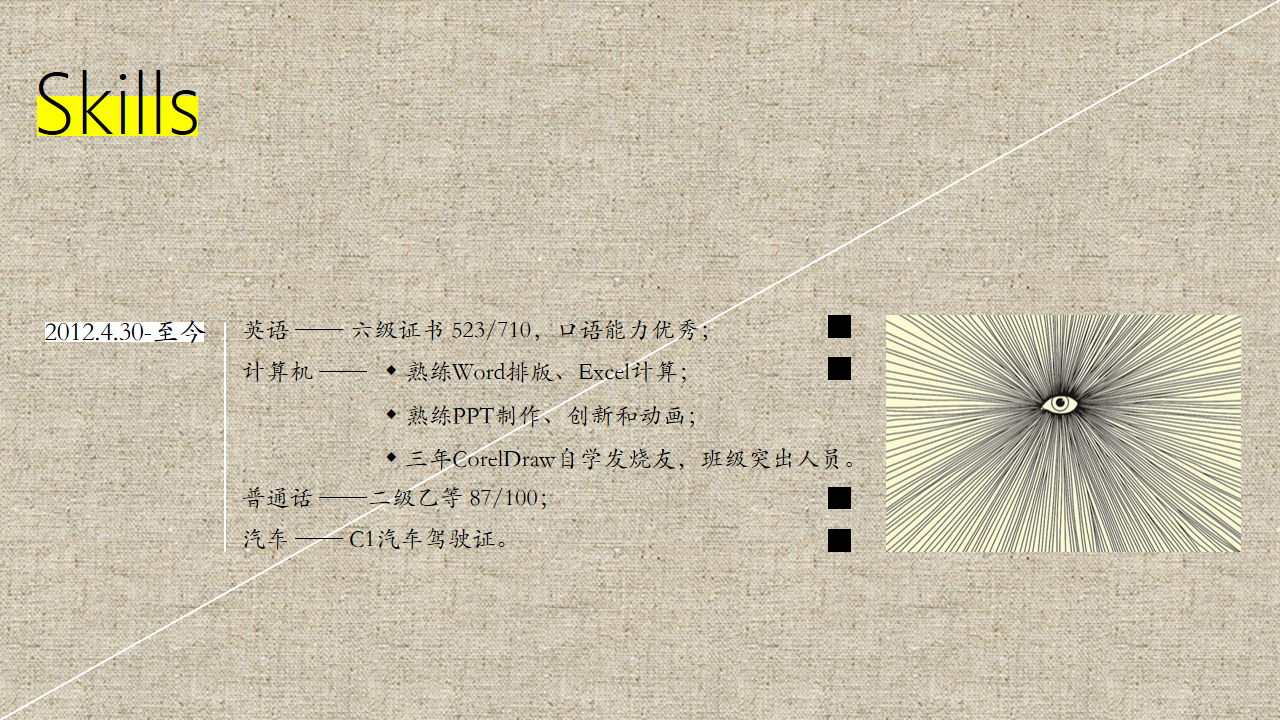 Skills
2012.4.30-至今
英语 —— 六级证书 523/710，口语能力优秀；
计算机 —— ◆ 熟练Word排版、Excel计算；
◆ 熟练PPT制作、创新和动画；
◆ 三年CorelDraw自学发烧友，班级突出人员。
普通话 ——二级乙等 87/100；
汽车 —— C1汽车驾驶证。